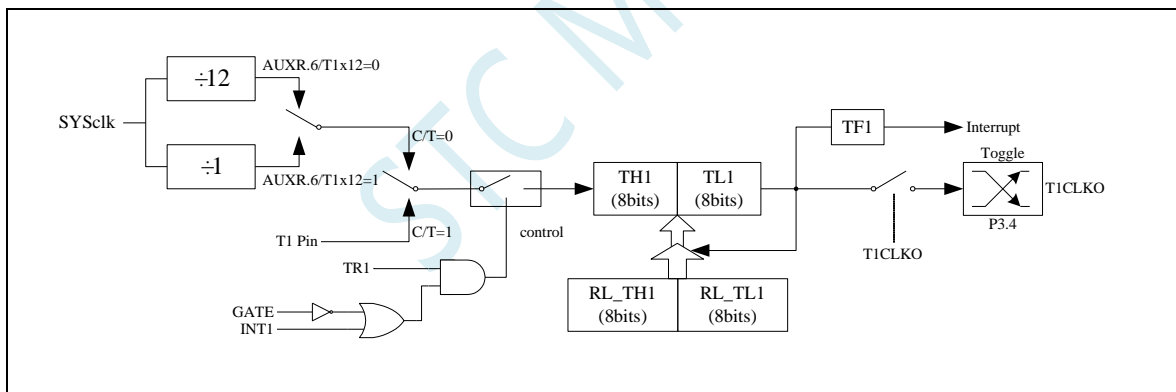 STC M
÷12
AUXR.6/T1x12=0
SYSclk
÷1
AUXR.6/T1x12=1
C/T=0
C/T=1
T1 Pin
control
TR1
GATE
INT1
TH1
(8bits)
TL1
(8bits)
RL_TH1
(8bits)
RL_TL1
(8bits)
TF1
Interrupt
T1CLKO
Toggle
T1CLKO
P3.4